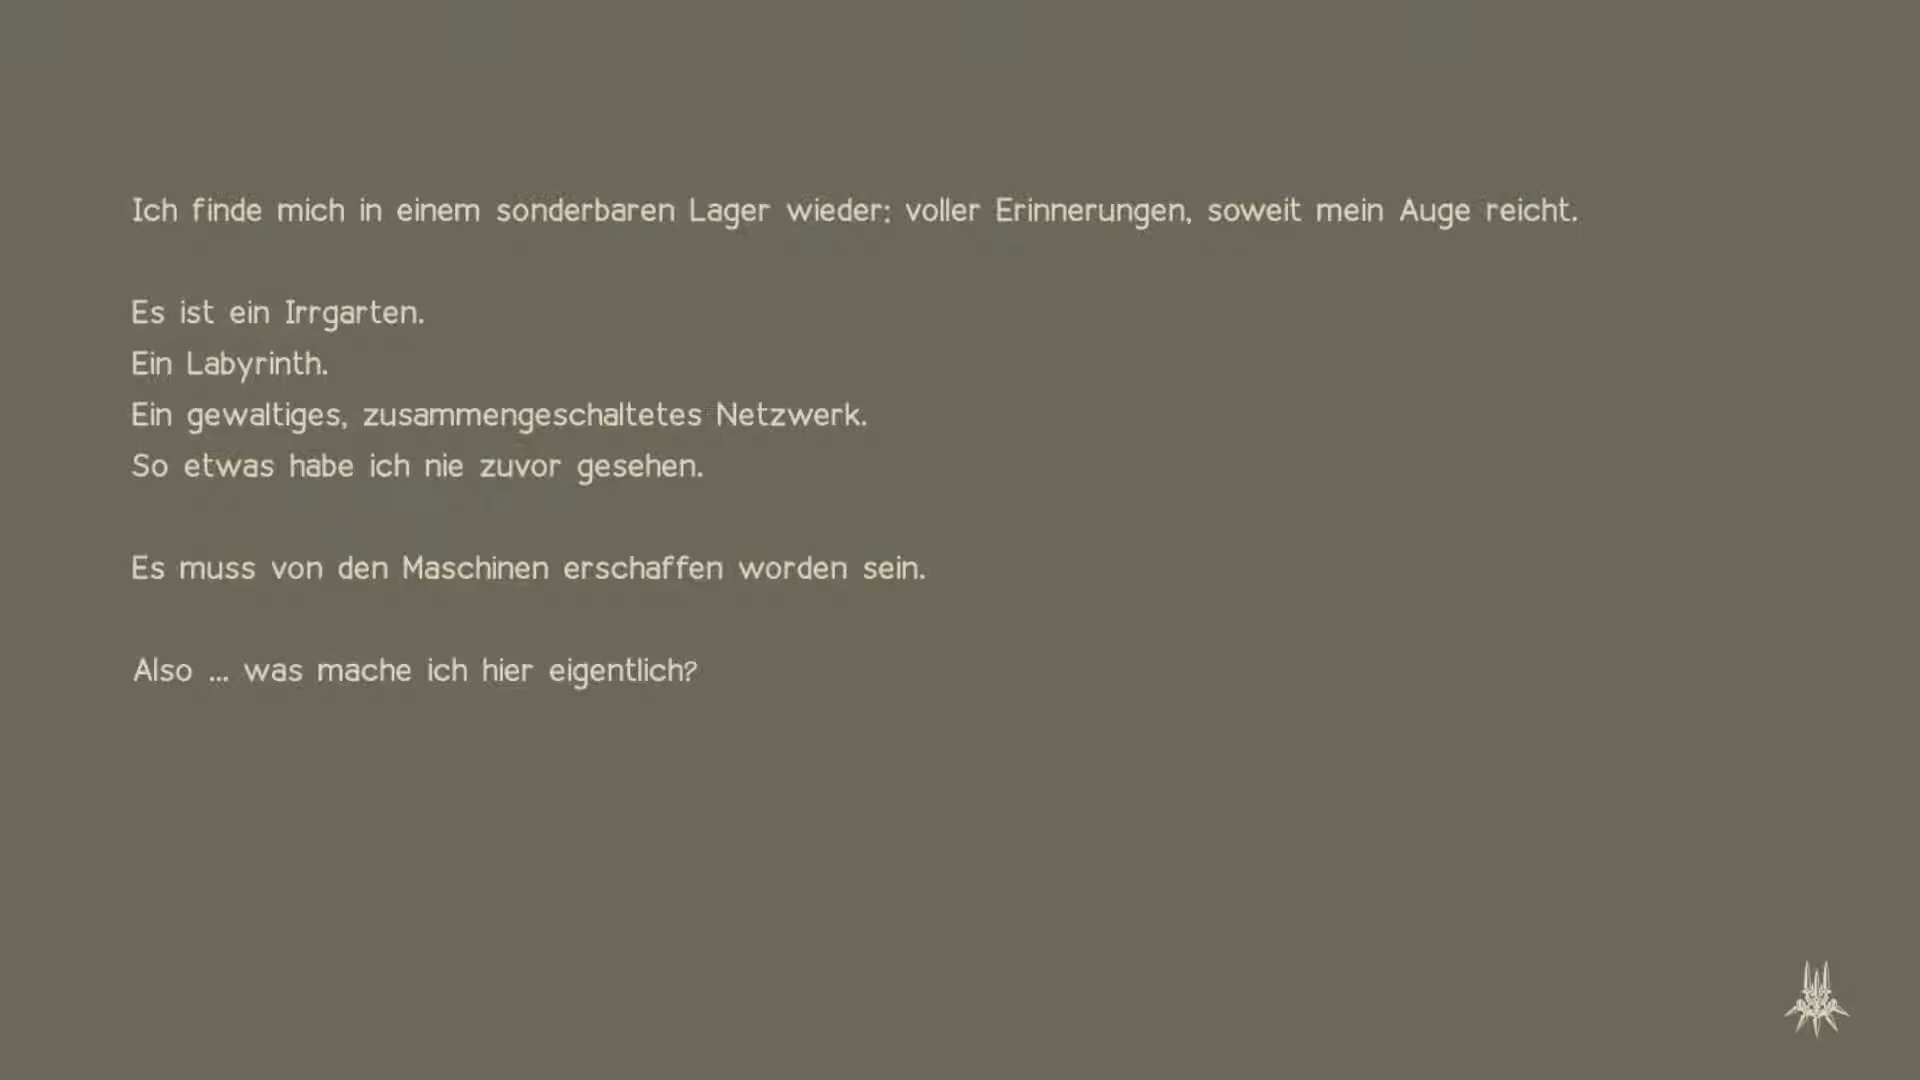 Ich finde mich in einem sonderbaren Lager wieder: voller Erinnerungen, soweit mein Auge reicht.
Es ist ein Irrgarten.
Ein Labyrinth.
Ein gewaltiges, zusammengeschaltetes Netzwerk.
So etwas habe ich nie zuvor gesehen.
Es muss von den Maschinen erschaffen worden sein.
Also ... was mache ich hier eigentlich?